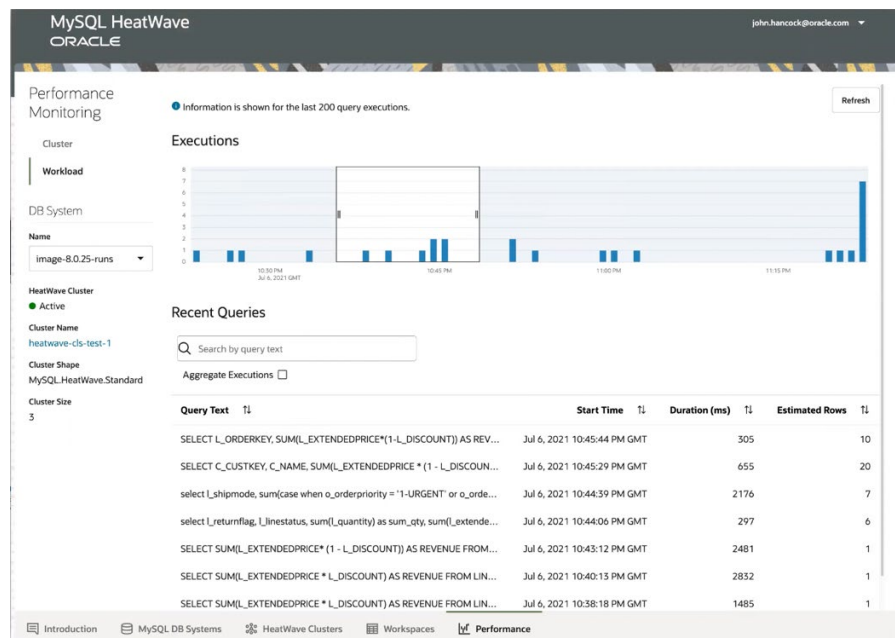 MySQL HeatWave
ORACLE
john.hancock@oracle.com
Performance
Monitoring
Cluster
Workload
DB System
Name
image-8.0.25-runs
HeatWave Cluster
Active
Cluster Name
heatwave-cls-test-1
Cluster Shape
MySQL.HeatWave.Standard
Cluster Size
3
Information is shown for the last 200 query executions.
Refresh
Executions
8
7
6
5
4
3
2
1
0
10:50 PM 10:45 PM 11:00 PM 11:15 PM
Jul 6, 2021 GMT
Recent Queries
Search by query text
Aggregate Executions
Query Text Start Time Duration (ms) Estimated Rows
SELECT L_ORDERKEY, SUM(L_EXTENDEDPRICE*(1-L_DISCOUNT)) AS REV... Jul 6, 2021 10:45:44 PM GMT 305 10
SELECT C_CUSTKEY, C_NAME, SUM(L_EXTENDEDPRICE * (1 - L_DISCOUN... Jul 6, 2021 10:45:29 PM GMT 655 20
select l_shipmode, sum(case when o_orderpriority = '1-URGENT' or o_orde... Jul 6, 2021 10:44:39 PM GMT 2176 7
select l_returnflag, l_linestatus, sum(l_quantity) as sum_qty, sum(l_extende... Jul 6, 2021 10:44:06 PM GMT 297 6
SELECT SUM(L_EXTENDEDPRICE* (1 - L_DISCOUNT)) AS REVENUE FROM... Jul 6, 2021 10:43:12 PM GMT 2481 1
SELECT SUM(L_EXTENDEDPRICE * L_DISCOUNT) AS REVENUE FROM LIN... Jul 6, 2021 10:40:13 PM GMT 2832 1
SELECT SUM(L_EXTENDEDPRICE * L_DISCOUNT) AS REVENUE FROM LIN... Jul 6, 2021 10:38:18 PM GMT 1485 1
Introduction MySQL DB Systems HeatWave Clusters Workspaces Performance